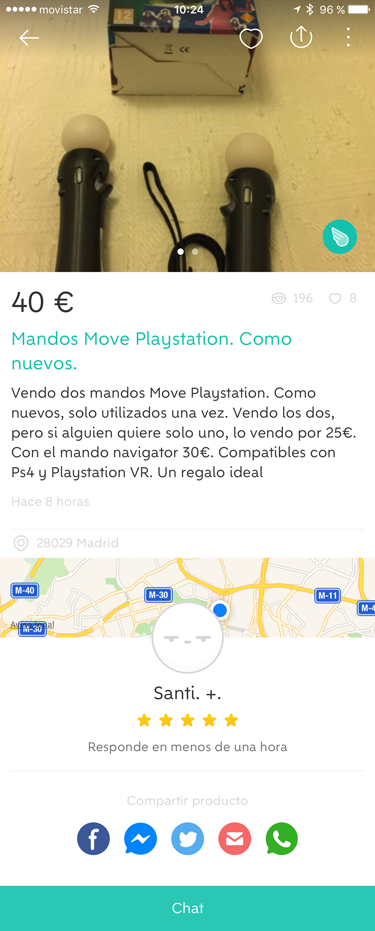 movistar
10:24
96 %
12
40 €
196
8
Mandos Move Playstation. Como
nuevos.
Vendo dos mandos Move Playstation. Como
nuevos, solo utilizados una vez. Vendo los dos,
pero si alguien quiere solo uno, lo vendo por 25€.
Con el mando navigator 30€. Compatibles con
Ps4 y Playstation VR. Un regalo ideal
Hace 8 horas
28029 Madrid
M-40
M-30
M-11
M-30
Santi. +.
Responde en menos de una hora
Compartir producto
Chat